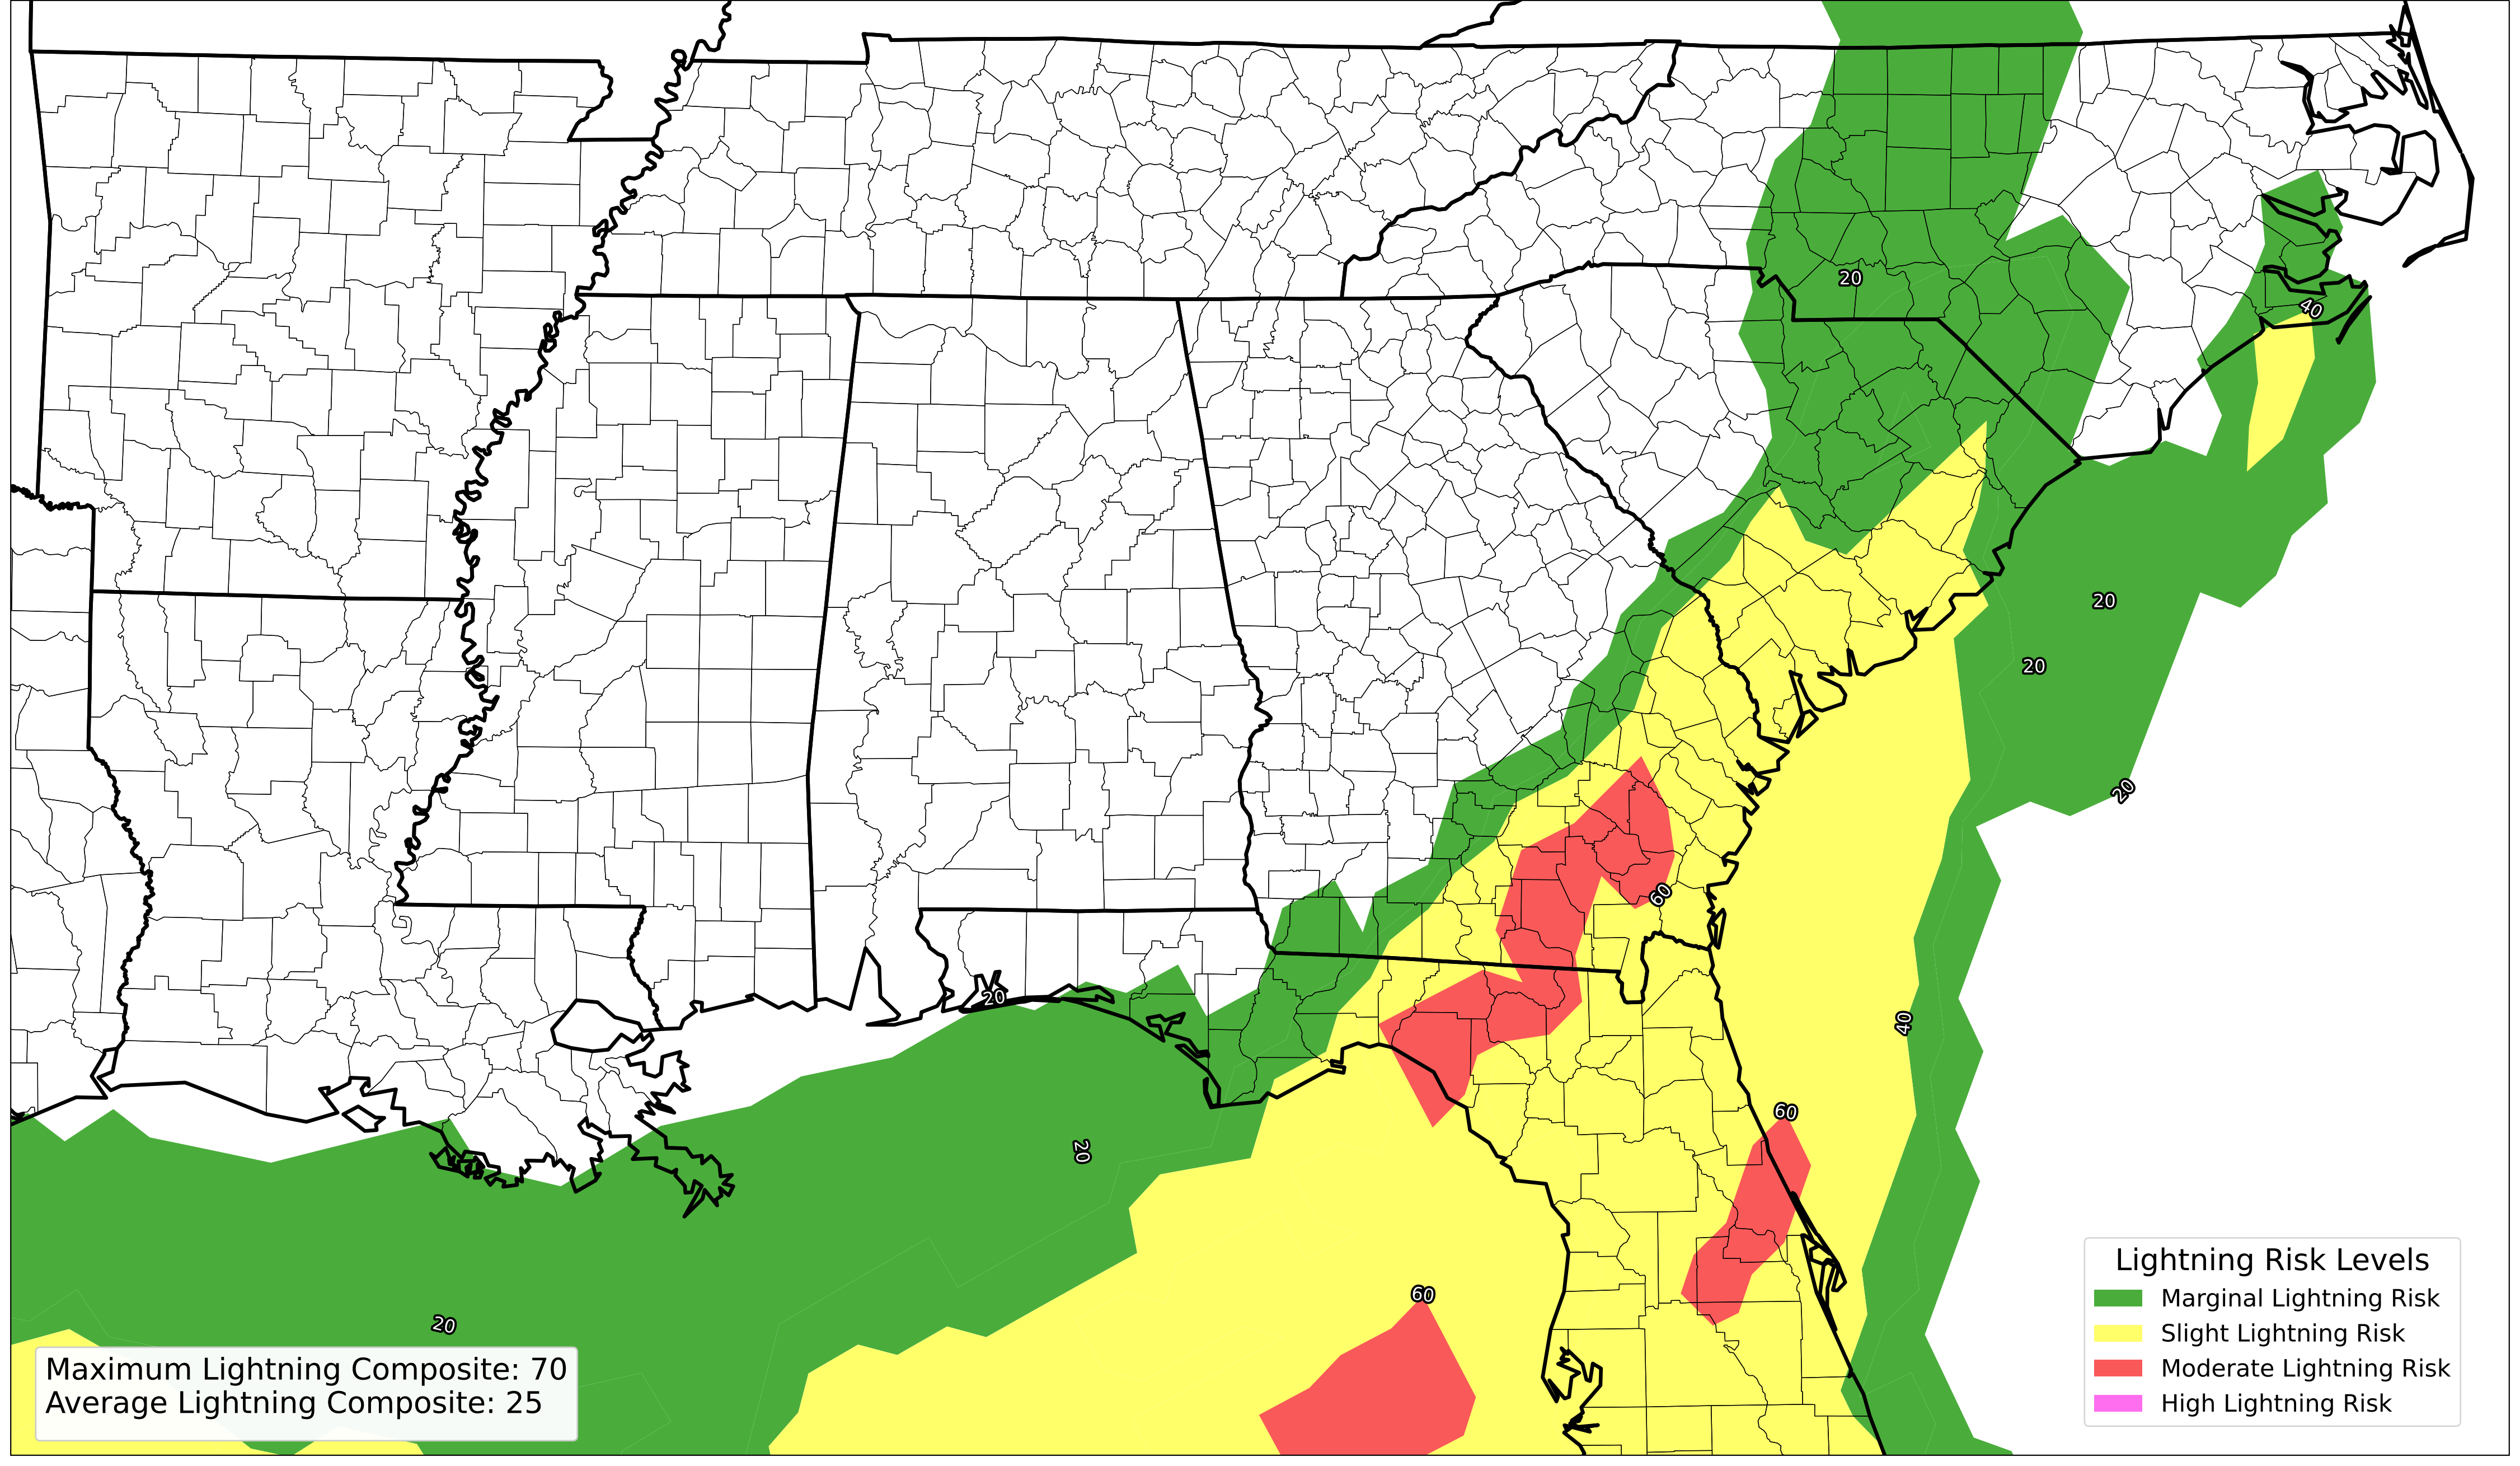 20
40
20
20
20
60
20
40
60
20
60
20
Lightning Risk Levels
Marginal Lightning Risk
Slight Lightning Risk
Moderate Lightning Risk
High Lightning Risk
Maximum Lightning Composite: 70
Average Lightning Composite: 25